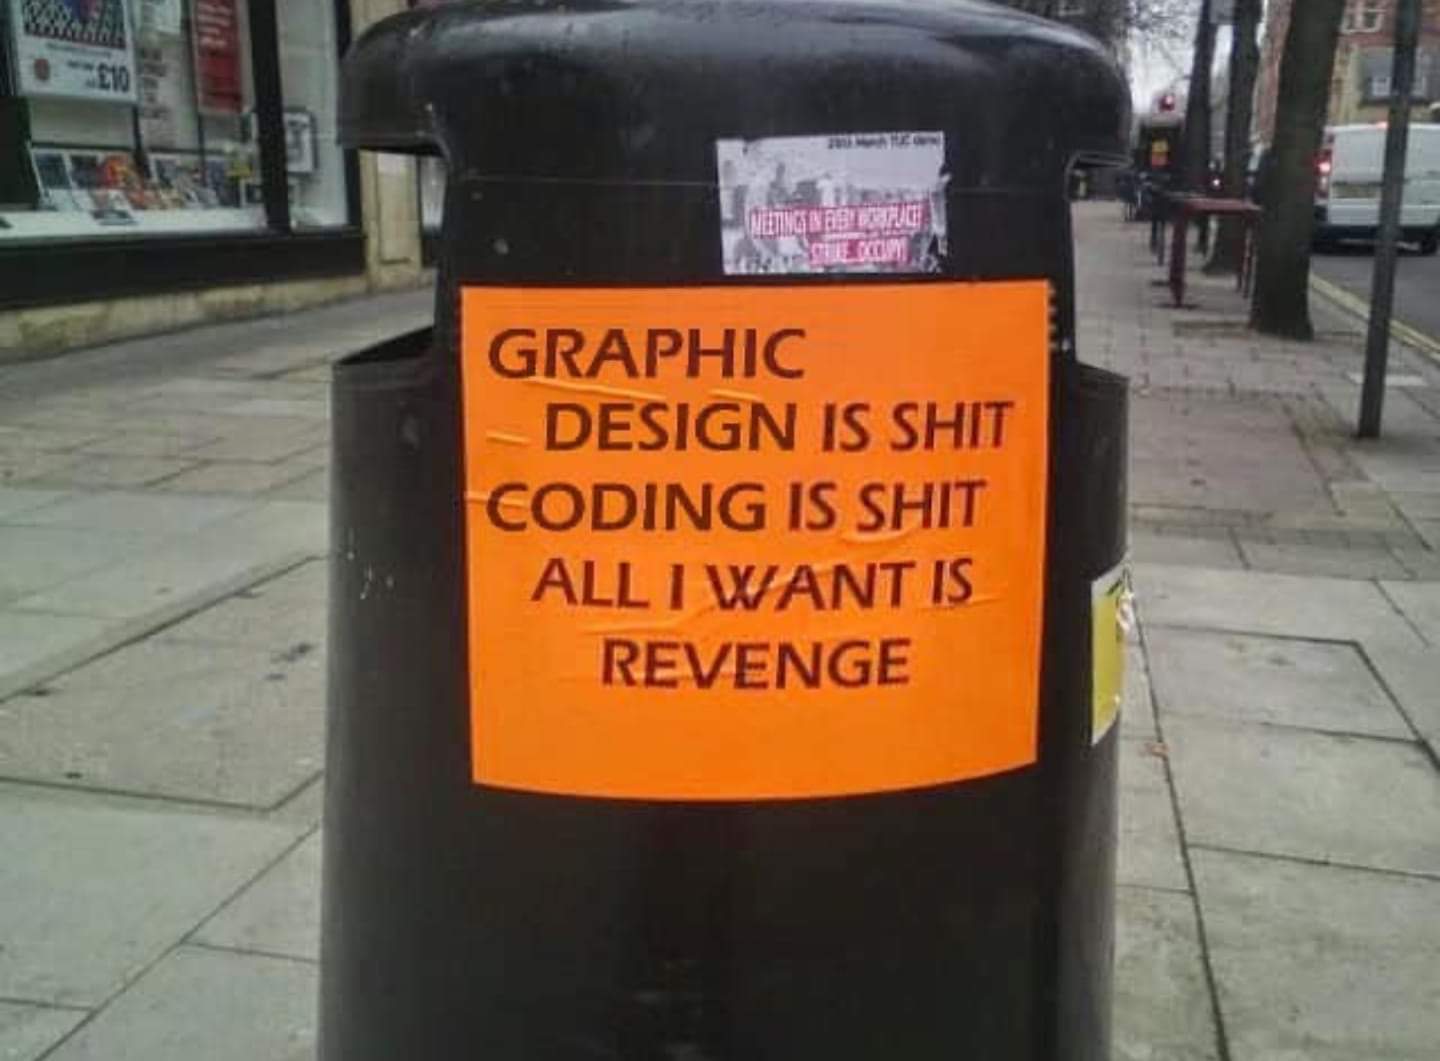 £10
MEETINGS IN EVERY WORKPLACE!
STRIKE. OCCUPY!
GRAPHIC
DESIGN IS SHIT
CODING IS SHIT
ALL I WANT IS
REVENGE